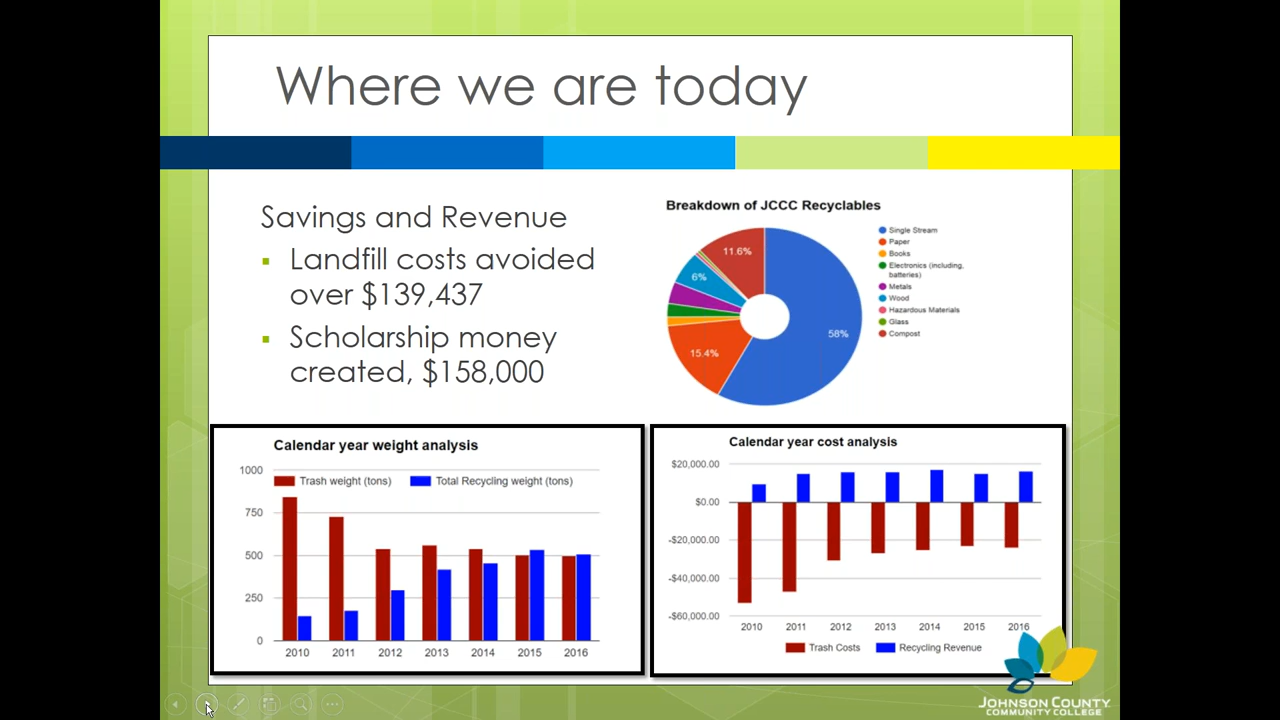 Where we are today
Savings and Revenue
Landfill costs avoided
over $139,437
Scholarship money
created, $158,000
Breakdown of JCCC Recyclables
11.6%
6%
15.4%
58%
Single Stream
Paper
Books
Electronics (including,
batteries)
Metals
Wood
Hazardous Materials
Glass
Compost
Calendar year weight analysis
Trash weight (tons)
Total Recycling weight (tons)
1000
750
500
250
0
2010 2011 2012 2013 2014 2015 2016
Calendar year cost analysis
$20,000.00
$0.00
-$20,000.00
-$40,000.00
-$60,000.00
2010 2011 2012 2013 2014 2015 2016
Trash Costs Recycling Revenue
JOHNSON COUNTY
COMMUNITY COLLEGE